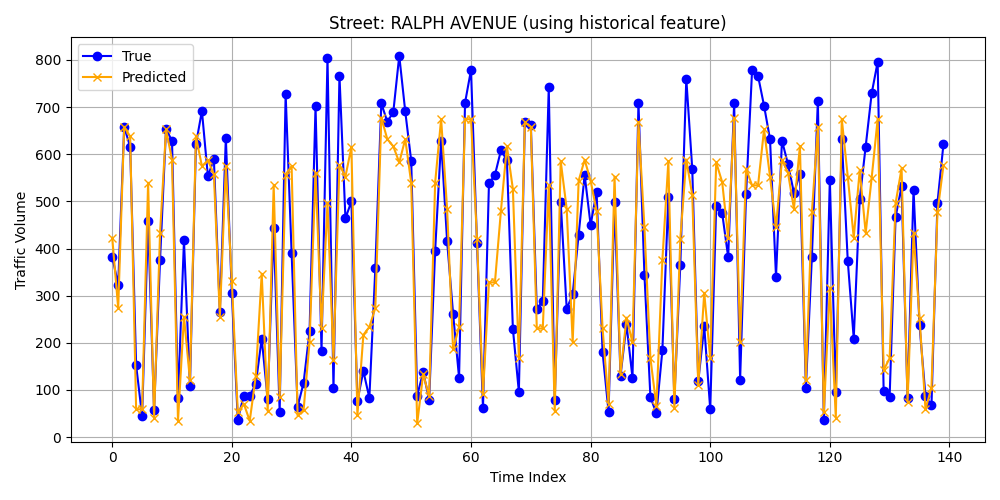 Street: RALPH AVENUE (using historical feature)
True
Predicted
Traffic Volume
800
700
600
500
400
300
200
100
0
0 20 40 60 80 100 120 140
Time Index